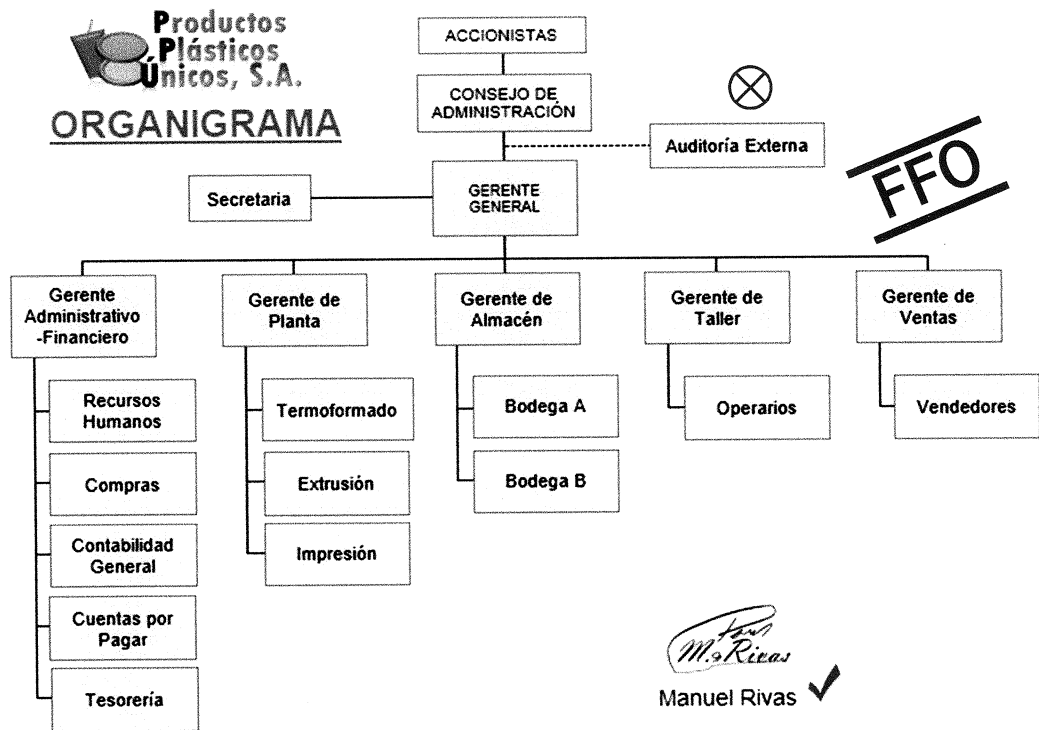 Productos
Plásticos
Únicos, S.A.
ORGANIGRAMA
ACCIONISTAS
CONSEJO DE
ADMINISTRACIÓN
Auditoría Externa
FFO
Secretaria
GERENTE
GENERAL
Gerente
Administrativo
-Financiero
Gerente de
Planta
Gerente de
Almacén
Gerente de
Taller
Gerente de
Ventas
Recursos
Humanos
Compras
Contabilidad
General
Cuentas por
Pagar
Tesorería
Termoformado
Extrusión
Impresión
Bodega A
Bodega B
Operarios
Vendedores
M. Rivas
Manuel Rivas